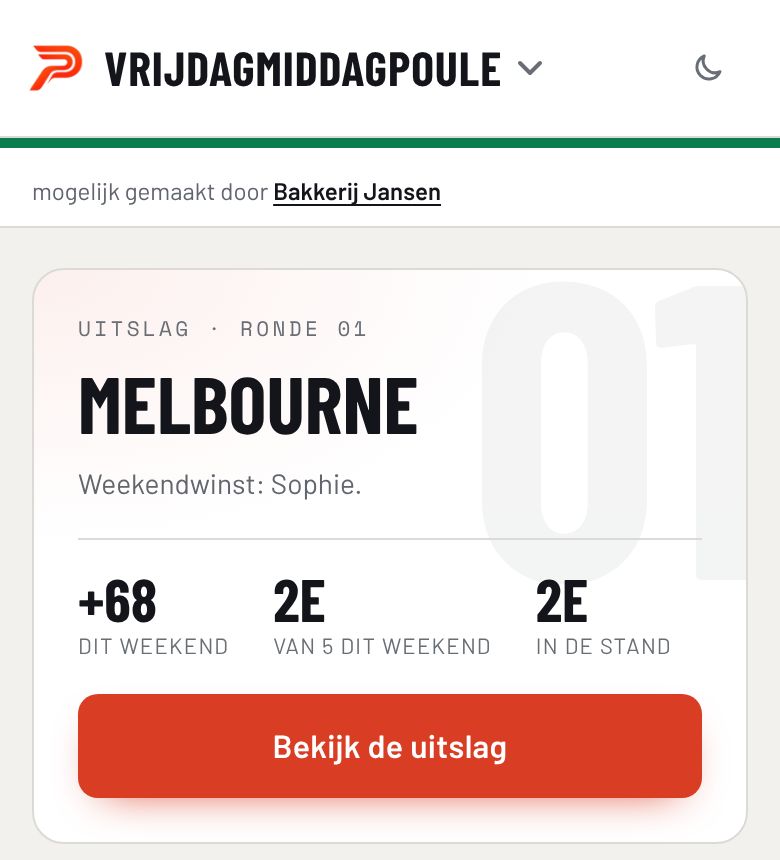 VRIJDAGMIDDAGPOULE
mogelijk gemaakt door Bakkerij Jansen
01
UITSLAG · RONDE 01
MELBOURNE
Weekendwinst: Sophie.
+68 2E 2E
DIT WEEKEND VAN 5 DIT WEEKEND IN DE STAND
Bekijk de uitslag